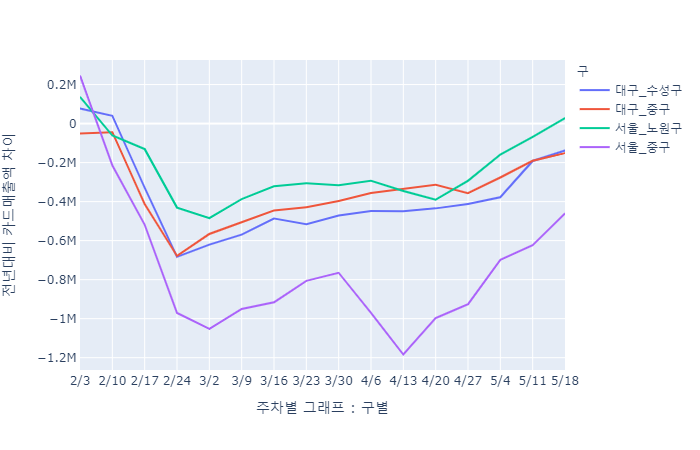 구
대구_수성구
대구_중구
서울_노원구
서울_중구
전년대비 카드매출액 차이
0.2M
0
−0.2M
−0.4M
−0.6M
−0.8M
−1M
−1.2M
2/3 2/10 2/17 2/24 3/2 3/9 3/16 3/23 3/30 4/6 4/13 4/20 4/27 5/4 5/11 5/18
주차별 그래프 : 구별